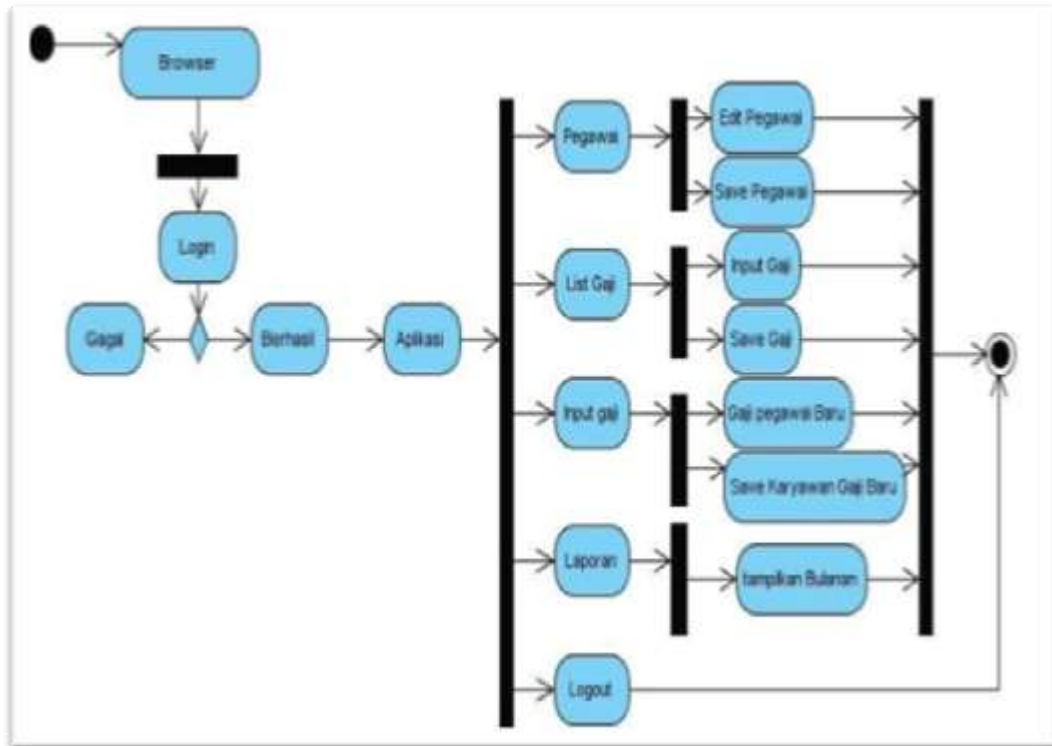 Browser
Login
Gagal
Berhasil
Aplikasi
Pegawai
Edit Pegawai
Save Pegawai
List Gaji
Input Gaji
Save Gaji
Input gaji
Gaji pegawai Baru
Save Karyawan Gaji Baru
Laporan
tampilkan Bulanan
Logout